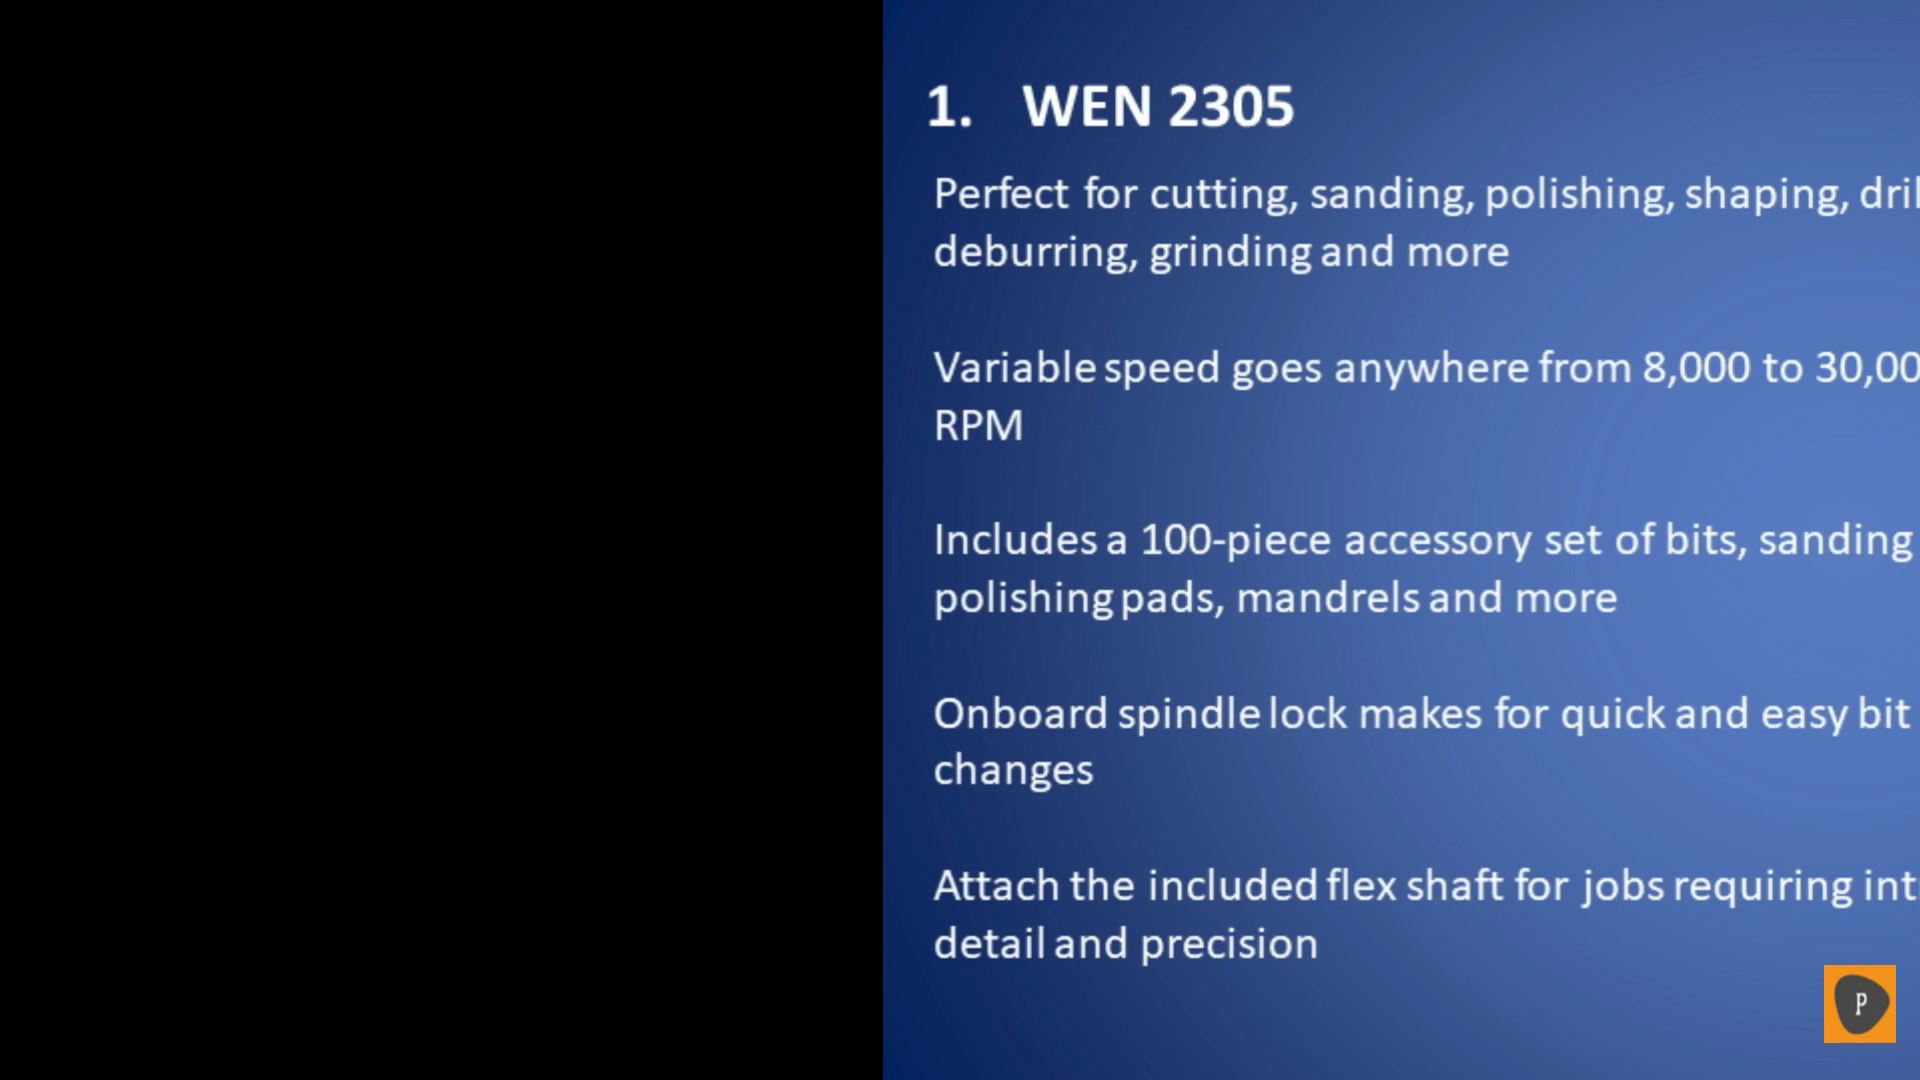 1. WEN 2305
Perfect for cutting, sanding, polishing, shaping,
deburring, grinding and more
Variable speed goes anywhere from 8,000 to 30,00
RPM
Includes a 100-piece accessory set of bits, sanding
polishing pads, mandrels and more
Onboard spindle lock makes for quick and easy bit
changes
Attach the included flex shaft for jobs requiring
detail and precision
P